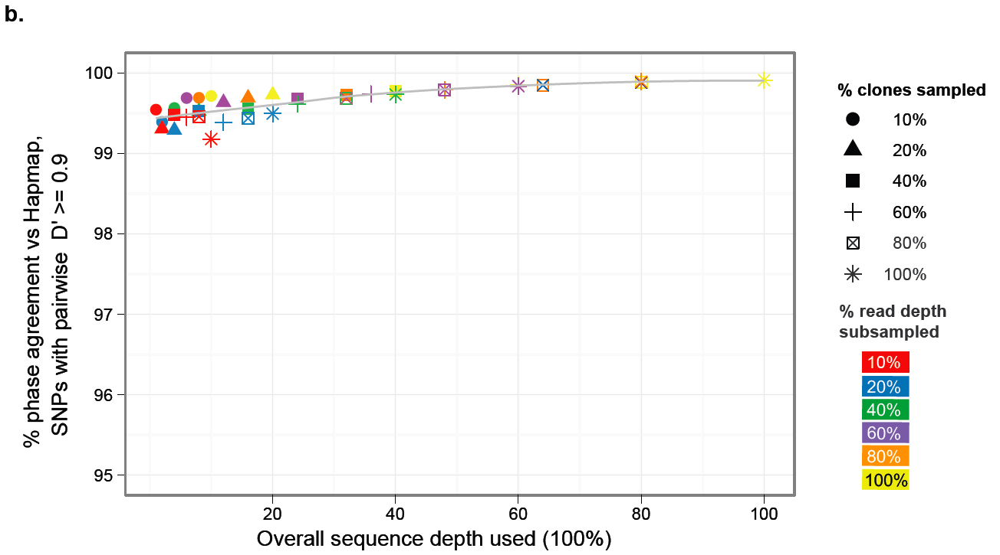 b.
% phase agreement vs Hapmap,
SNPs with pairwise D' >= 0.9
100
99
98
97
96
95
20 40 60 80 100
Overall sequence depth used (100%)
% clones sampled
10%
20%
40%
60%
80%
100%
% read depth
subsampled
10%
20%
40%
60%
80%
100%